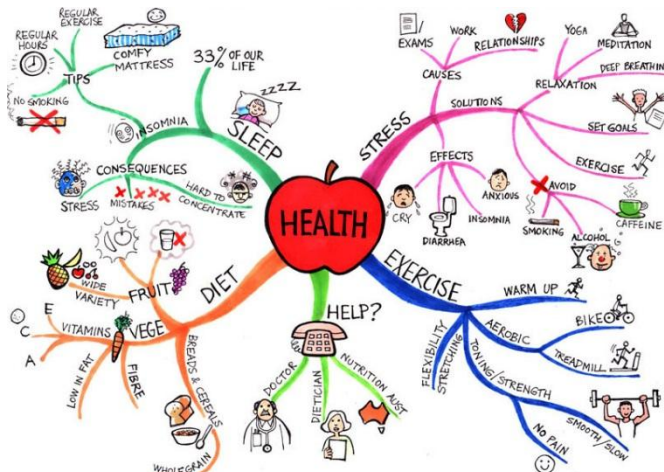 HEALTH
SLEEP
33% OF OUR
LIFE
INSOMNIA
TIPS
REGULAR
EXERCISE
REGULAR
HOURS
COMFY
MATTRESS
NO SMOKING
CONSEQUENCES
STRESS
MISTAKES
HARD TO
CONCENTRATE
ZZZZ
STRESS
CAUSES
EXAMS
WORK
RELATIONSHIPS
SOLUTIONS
RELAXATION
YOGA
MEDITATION
DEEP BREATHIN
SET GOALS
EXERCISE
AVOID
SMOKING
ALCOHOL
CAFFEINE
EFFECTS
CRY
DIARRHEA
INSOMNIA
ANXIOUS
EXERCISE
WARM UP
AEROBIC
BIKE
TREADMILL
TONING/STRENGTH
SMOOTH/SLOW
NO PAIN
FLEXIBILITY
STRETCHING
HELP?
DOCTOR
DIETICIAN
NUTRITION AUST
DIET
FRUIT
WIDE
VARIETY
VEGE
VITAMINS
E
C
A
LOW IN FAT
FIBRE
BREADS & CEREALS
WHOLEGRAIN